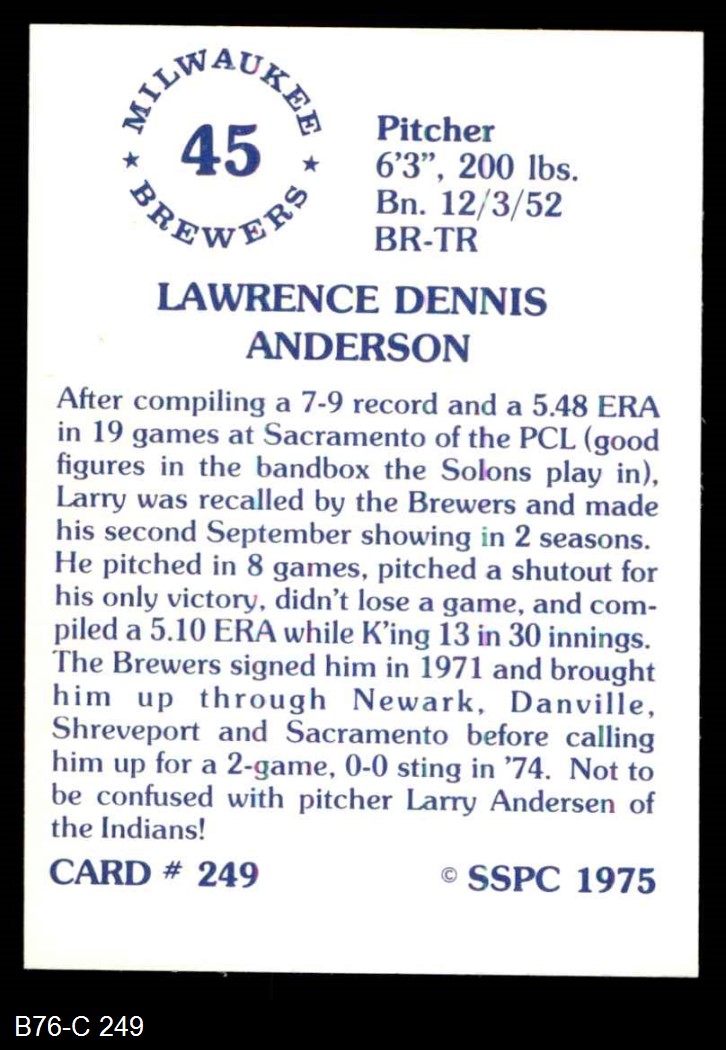 MILWAUKEE
45
BREWERS
Pitcher
6'3”, 200 lbs.
Bn. 12/3/52
BR-TR
LAWRENCE DENNIS
ANDERSON
After compiling a 7-9 record and a 5.48 ERA
in 19 games at Sacramento of the PCL (good
figures in the bandbox the Solons play in),
Larry was recalled by the Brewers and made
his second September showing in 2 seasons.
He pitched in 8 games, pitched a shutout for
his only victory, didn't lose a game, and com-
piled a 5.10 ERA while K'ing 13 in 30 innings.
The Brewers signed him in 1971 and brought
him up through Newark, Danville,
Shreveport and Sacramento before calling
him up for a 2-game, 0-0 sting in '74. Not to
be confused with pitcher Larry Andersen of
the Indians!
CARD # 249
© SSPC 1975
B76-C 249